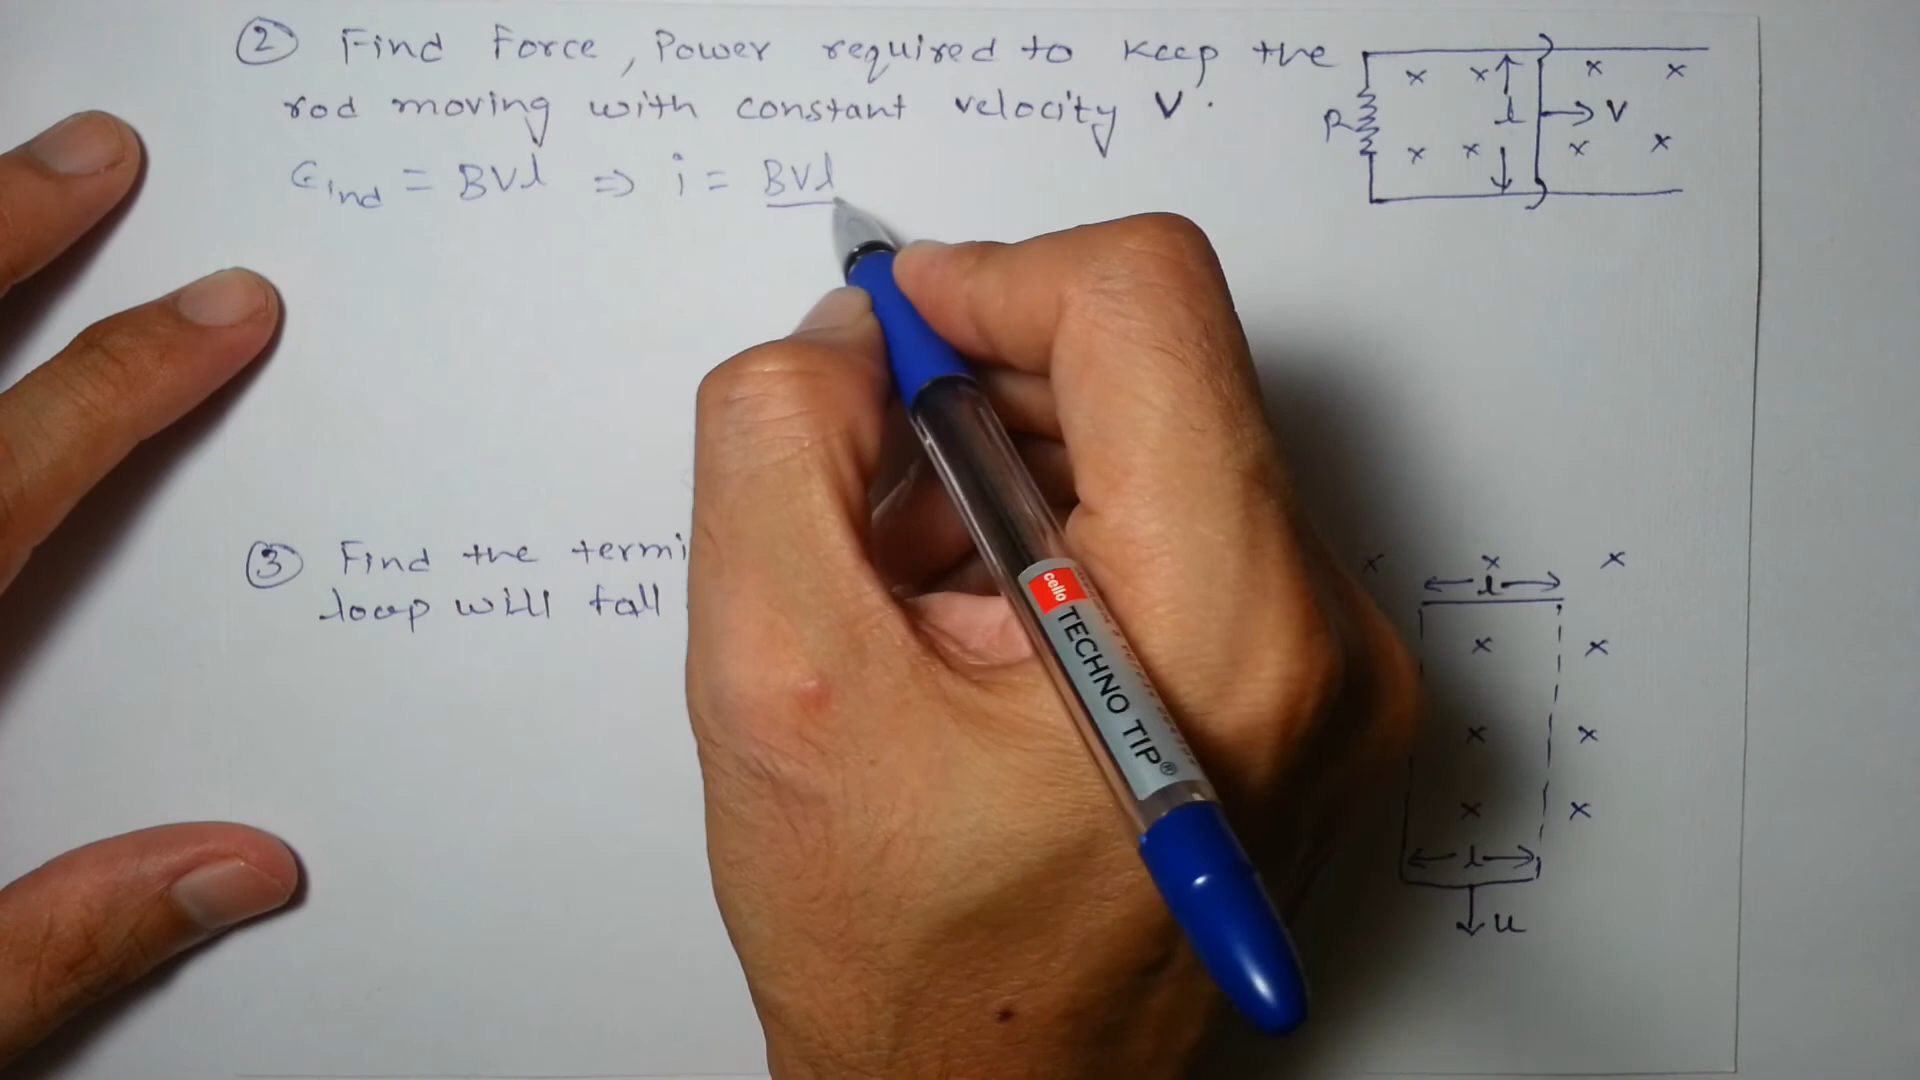 ② Find Force, Power required to keep the
rod moving with constant velocity V.
Eind = BVl ⇒ i = BVl
R
x x x x
l
V
x x x x
③ Find the termi
loop will fall
x x x
l
x x
x x
x x
l
u
cello
TECHNO TIP®